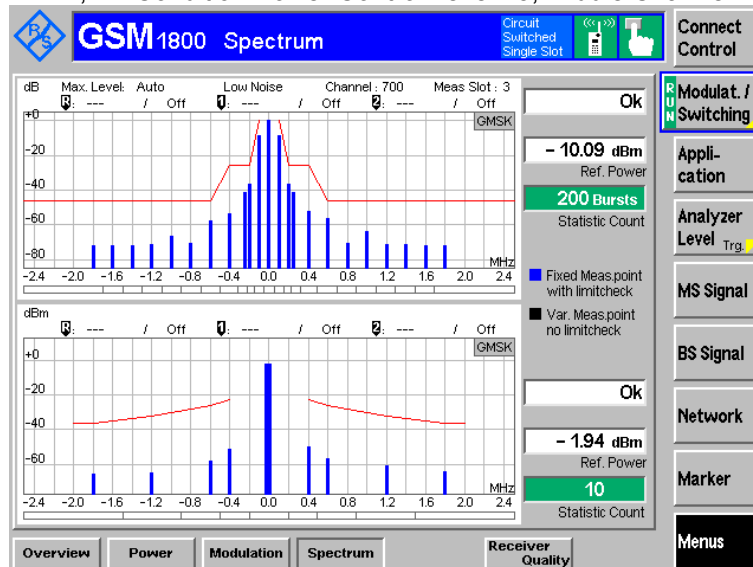 R/S
GSM 1800 Spectrum
Circuit
Switched
Single Slot
Connect
Control
dB Max. Level: Auto Low Noise Channel : 700 Meas Slot : 3
R: --- / Off 1: --- / Off 2: --- / Off
GMSK
+0
-20
-40
-60
-80
MHz
-2.4 -2.0 -1.6 -1.2 -0.8 -0.4 0.0 0.4 0.8 1.2 1.6 2.0 2.4
Ok
- 10.09 dBm
Ref. Power
200 Bursts
Statistic Count
Fixed Meas.point
with limitcheck
Var. Meas.point
no limitcheck
dBm
R: --- / Off 1: --- / Off 2: --- / Off
GMSK
+0
-20
-40
-60
MHz
-2.4 -2.0 -1.6 -1.2 -0.8 -0.4 0.0 0.4 0.8 1.2 1.6 2.0 2.4
Ok
- 1.94 dBm
Ref. Power
10
Statistic Count
RUN
Modulat. /
Switching
Appli-
cation
Analyzer
Level Trg.
MS Signal
BS Signal
Network
Marker
Menus
Overview Power Modulation Spectrum Receiver
Quality